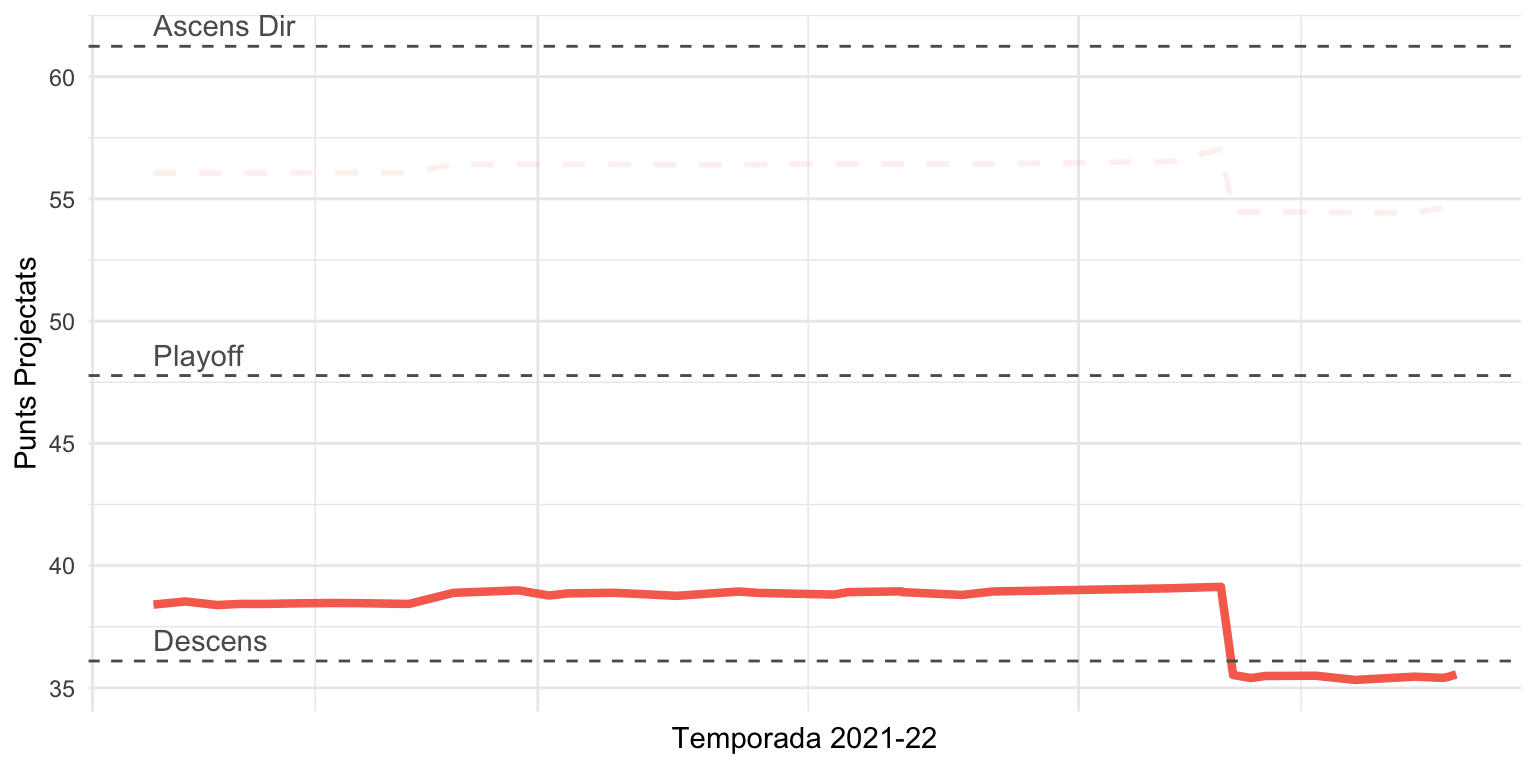 Ascens Dir
60
55
50
Playoff
45
40
Descens
35
Punts Projectats
Temporada 2021-22